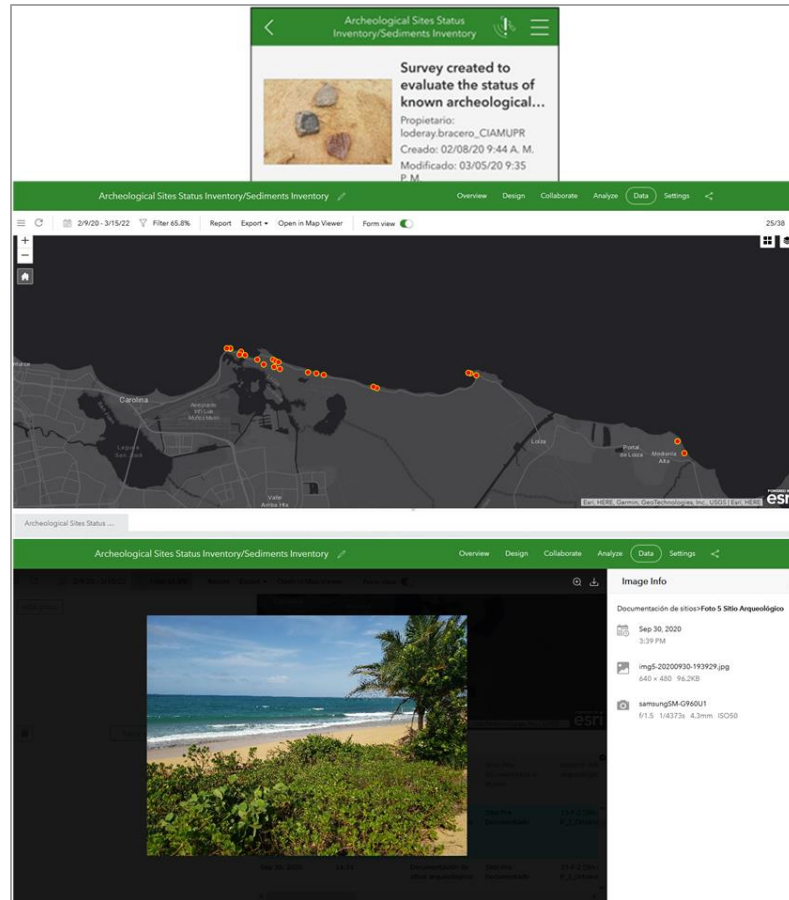 Archeological Sites Status
Inventory/Sediments Inventory
Survey created to
evaluate the status of
known archeological...
Propietario:
loderay.bracero_CIAMUPR
Creado: 02/08/20 9:44 A. M.
Modificado: 03/05/20 9:35
P. M.
Archeological Sites Status Inventory/Sediments Inventory
Overview Design Collaborate Analyze Data Settings
2/9/20 - 3/15/22 Filter 65.8% Report Export Open in Map Viewer Form view 25/38
Carolina
Loíza
Medianía
Alta
Esri, HERE, Garmin, GeoTechnologies, Inc., USGS | Esri, HERE
esri
Archeological Sites Status ....
Archeological Sites Status Inventory/Sediments Inventory
Overview Design Collaborate Analyze Data Settings
Image Info
Documentación de sitios>Foto 5 Sitio Arqueológico
Sep 30, 2020
3:39 PM
img5-20200930-193929.jpg
640 × 480 96.2KB
samsungSM-G960U1
f/1.5 1/4373s 4.3mm ISO50
esri